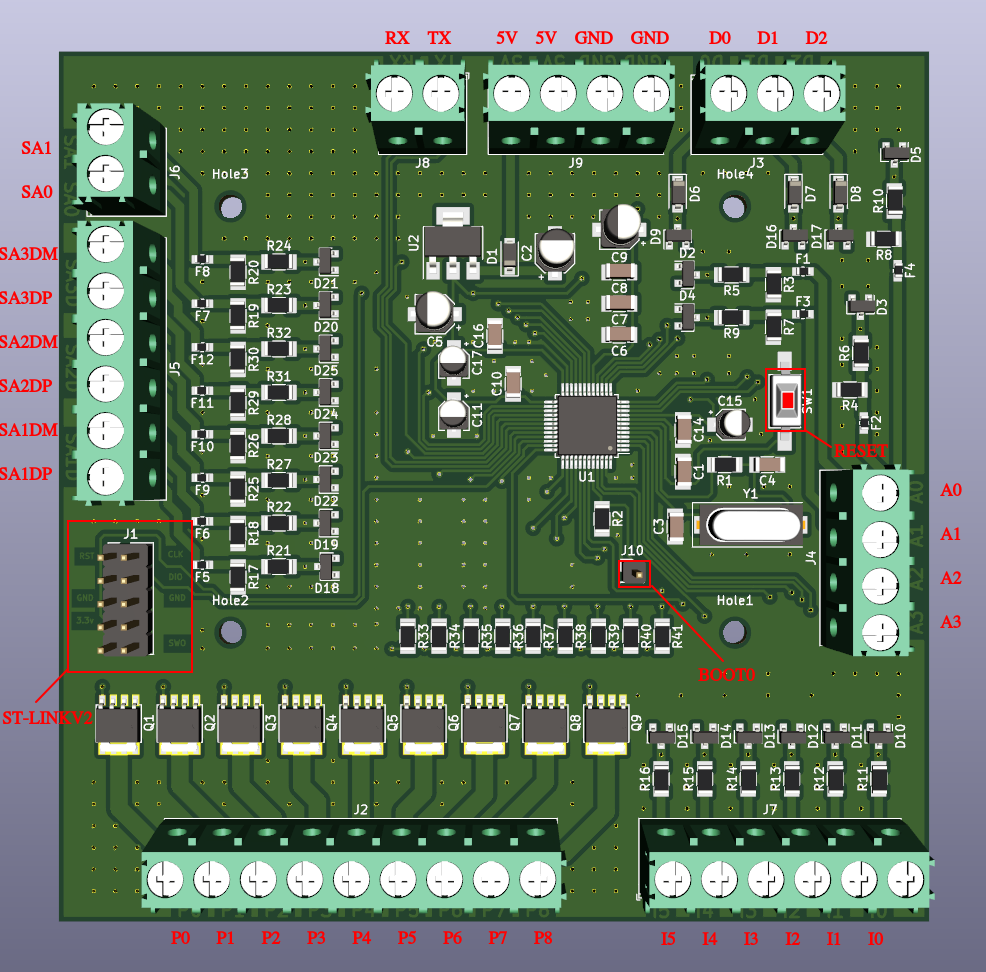 RX TX 5V 5V GND GND D0 D1 D2
J8 J9 J3
SA1
SA0
J6
Hole3 Hole4
D5
R10
D6 D7 D8
SA3DM
SA3DP
SA2DM
SA2DP
SA1DM
SA1DP
J5
F8 R20 R24 D21
F7 R19 R23 D20
F12 R30 R32 D25
F11 R29 R31 D24
F10 R26 R28 D23
F9 R25 R27 D22
F6 R18 R22 D19
F5 R17 R21 D18
U2 D1 C2 C9 D9 D16 D17 R8 F4
C8 D2 R5 F1 R3
C7 D4 R9 F3 R7 D3
C5 C16 C6 R6
C17 C10 R4
C11 C14 C15 SW1 F2
RESET
U1 C1 R1 C4
Y1
R2 C3
J10
BOOT0
A0
A1
A2
A3
A0
A1
A2
A3
J4
J1
RST CLK
DIO
GND GND
3.3v
SWO
ST-LINKV2
Hole2 Hole1
R33 R34 R35 R36 R37 R38 R39 R40 R41
Q1 Q2 Q3 Q4 Q5 Q6 Q7 Q8 Q9
D15 D14 D13 D12 D11 D10
R16 R15 R14 R13 R12 R11
J2 J7
P0 P1 P2 P3 P4 P5 P6 P7 P8 I5 I4 I3 I2 I1 I0